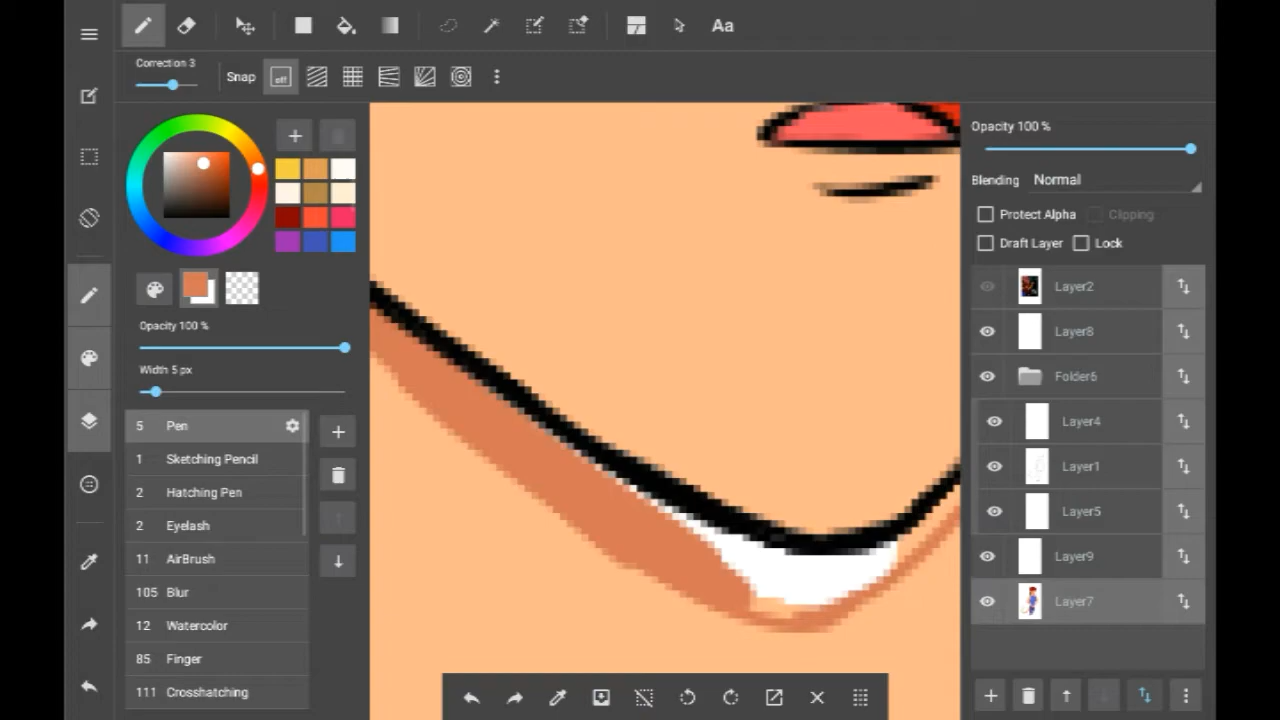 Aa
Correction 3
Snap
off
Opacity 100 %
Width 5 px
5 Pen
1 Sketching Pencil
2 Hatching Pen
2 Eyelash
11 AirBrush
105 Blur
12 Watercolor
85 Finger
111 Crosshatching
Opacity 100 %
Blending Normal
Protect Alpha Clipping
Draft Layer Lock
Layer2
Layer8
Folder6
Layer4
Layer1
Layer5
Layer9
Layer7